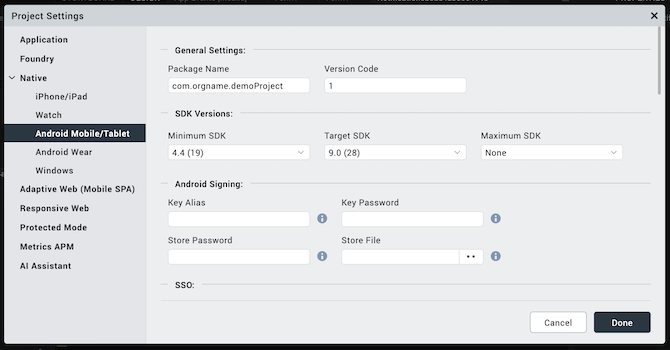 Project Settings
Application
Foundry
Native
iPhone/iPad
Watch
Android Mobile/Tablet
Android Wear
Windows
Adaptive Web (Mobile SPA)
Responsive Web
Protected Mode
Metrics APM
AI Assistant
General Settings:
Package Name Version Code
com.orgname.demoProject 1
SDK Versions:
Minimum SDK Target SDK Maximum SDK
4.4 (19) 9.0 (28) None
Android Signing:
Key Alias Key Password
Store Password Store File
SSO:
Cancel Done